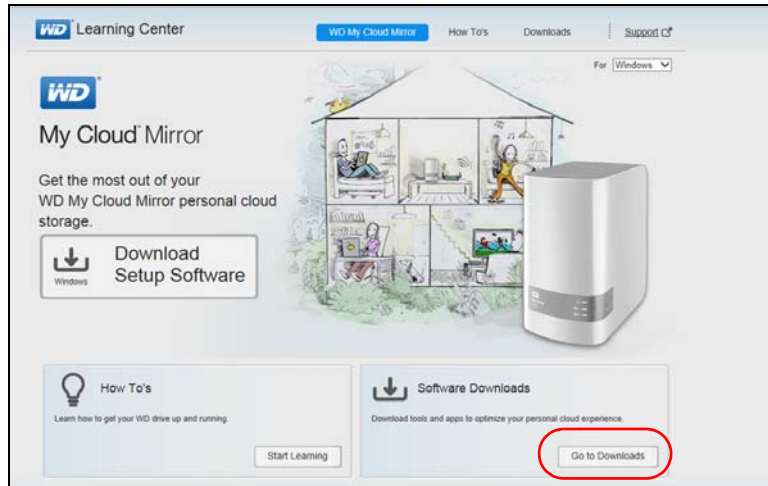 WD Learning Center
WD My Cloud Mirror
How To's
Downloads
Support
For Windows
WD
My Cloud Mirror
Get the most out of your
WD My Cloud Mirror personal cloud
storage.
Download
Setup Software
Windows
How To's
Learn how to get your WD drive up and running.
Start Learning
Software Downloads
Download tools and apps to optimize your personal cloud experience.
Go to Downloads